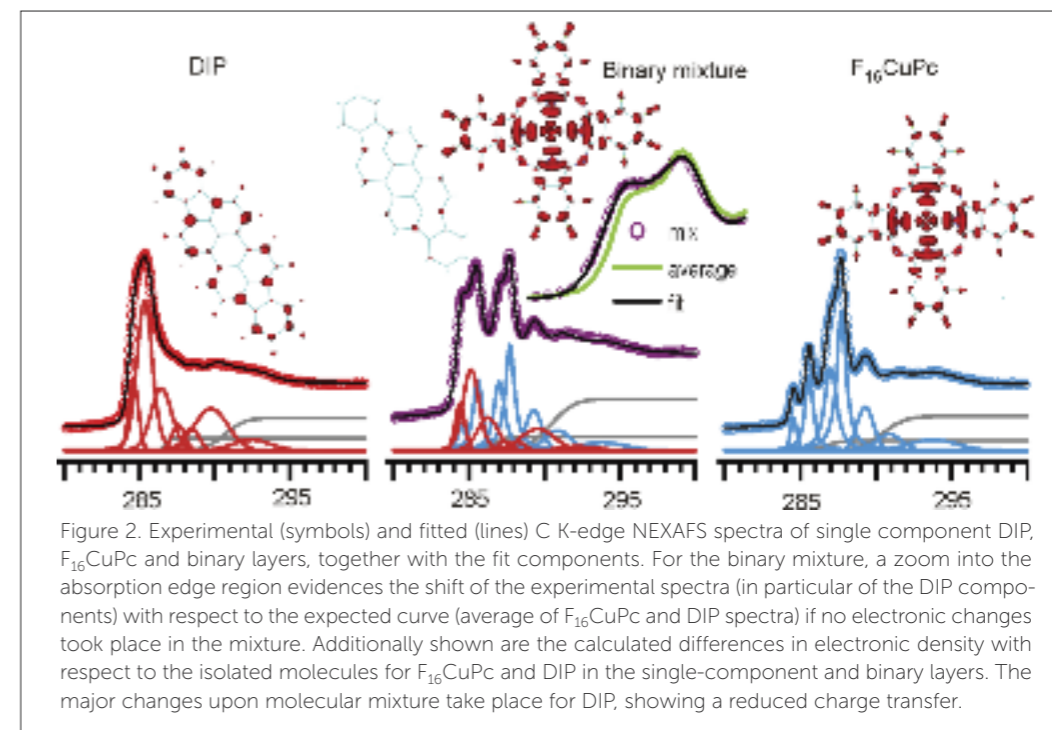 DIP
Binary mixture
F₁₆CuPc
mix
average
fit
285
295
285
295
285
295
Figure 2. Experimental (symbols) and fitted (lines) C K-edge NEXAFS spectra of single component DIP,
F₁₆CuPc and binary layers, together with the fit components. For the binary mixture, a zoom into the
absorption edge region evidences the shift of the experimental spectra (in particular of the DIP compo-
nents) with respect to the expected curve (average of F₁₆CuPc and DIP spectra) if no electronic changes
took place in the mixture. Additionally shown are the calculated differences in electronic density with
respect to the isolated molecules for F₁₆CuPc and DIP in the single-component and binary layers. The
major changes upon molecular mixture take place for DIP, showing a reduced charge transfer.